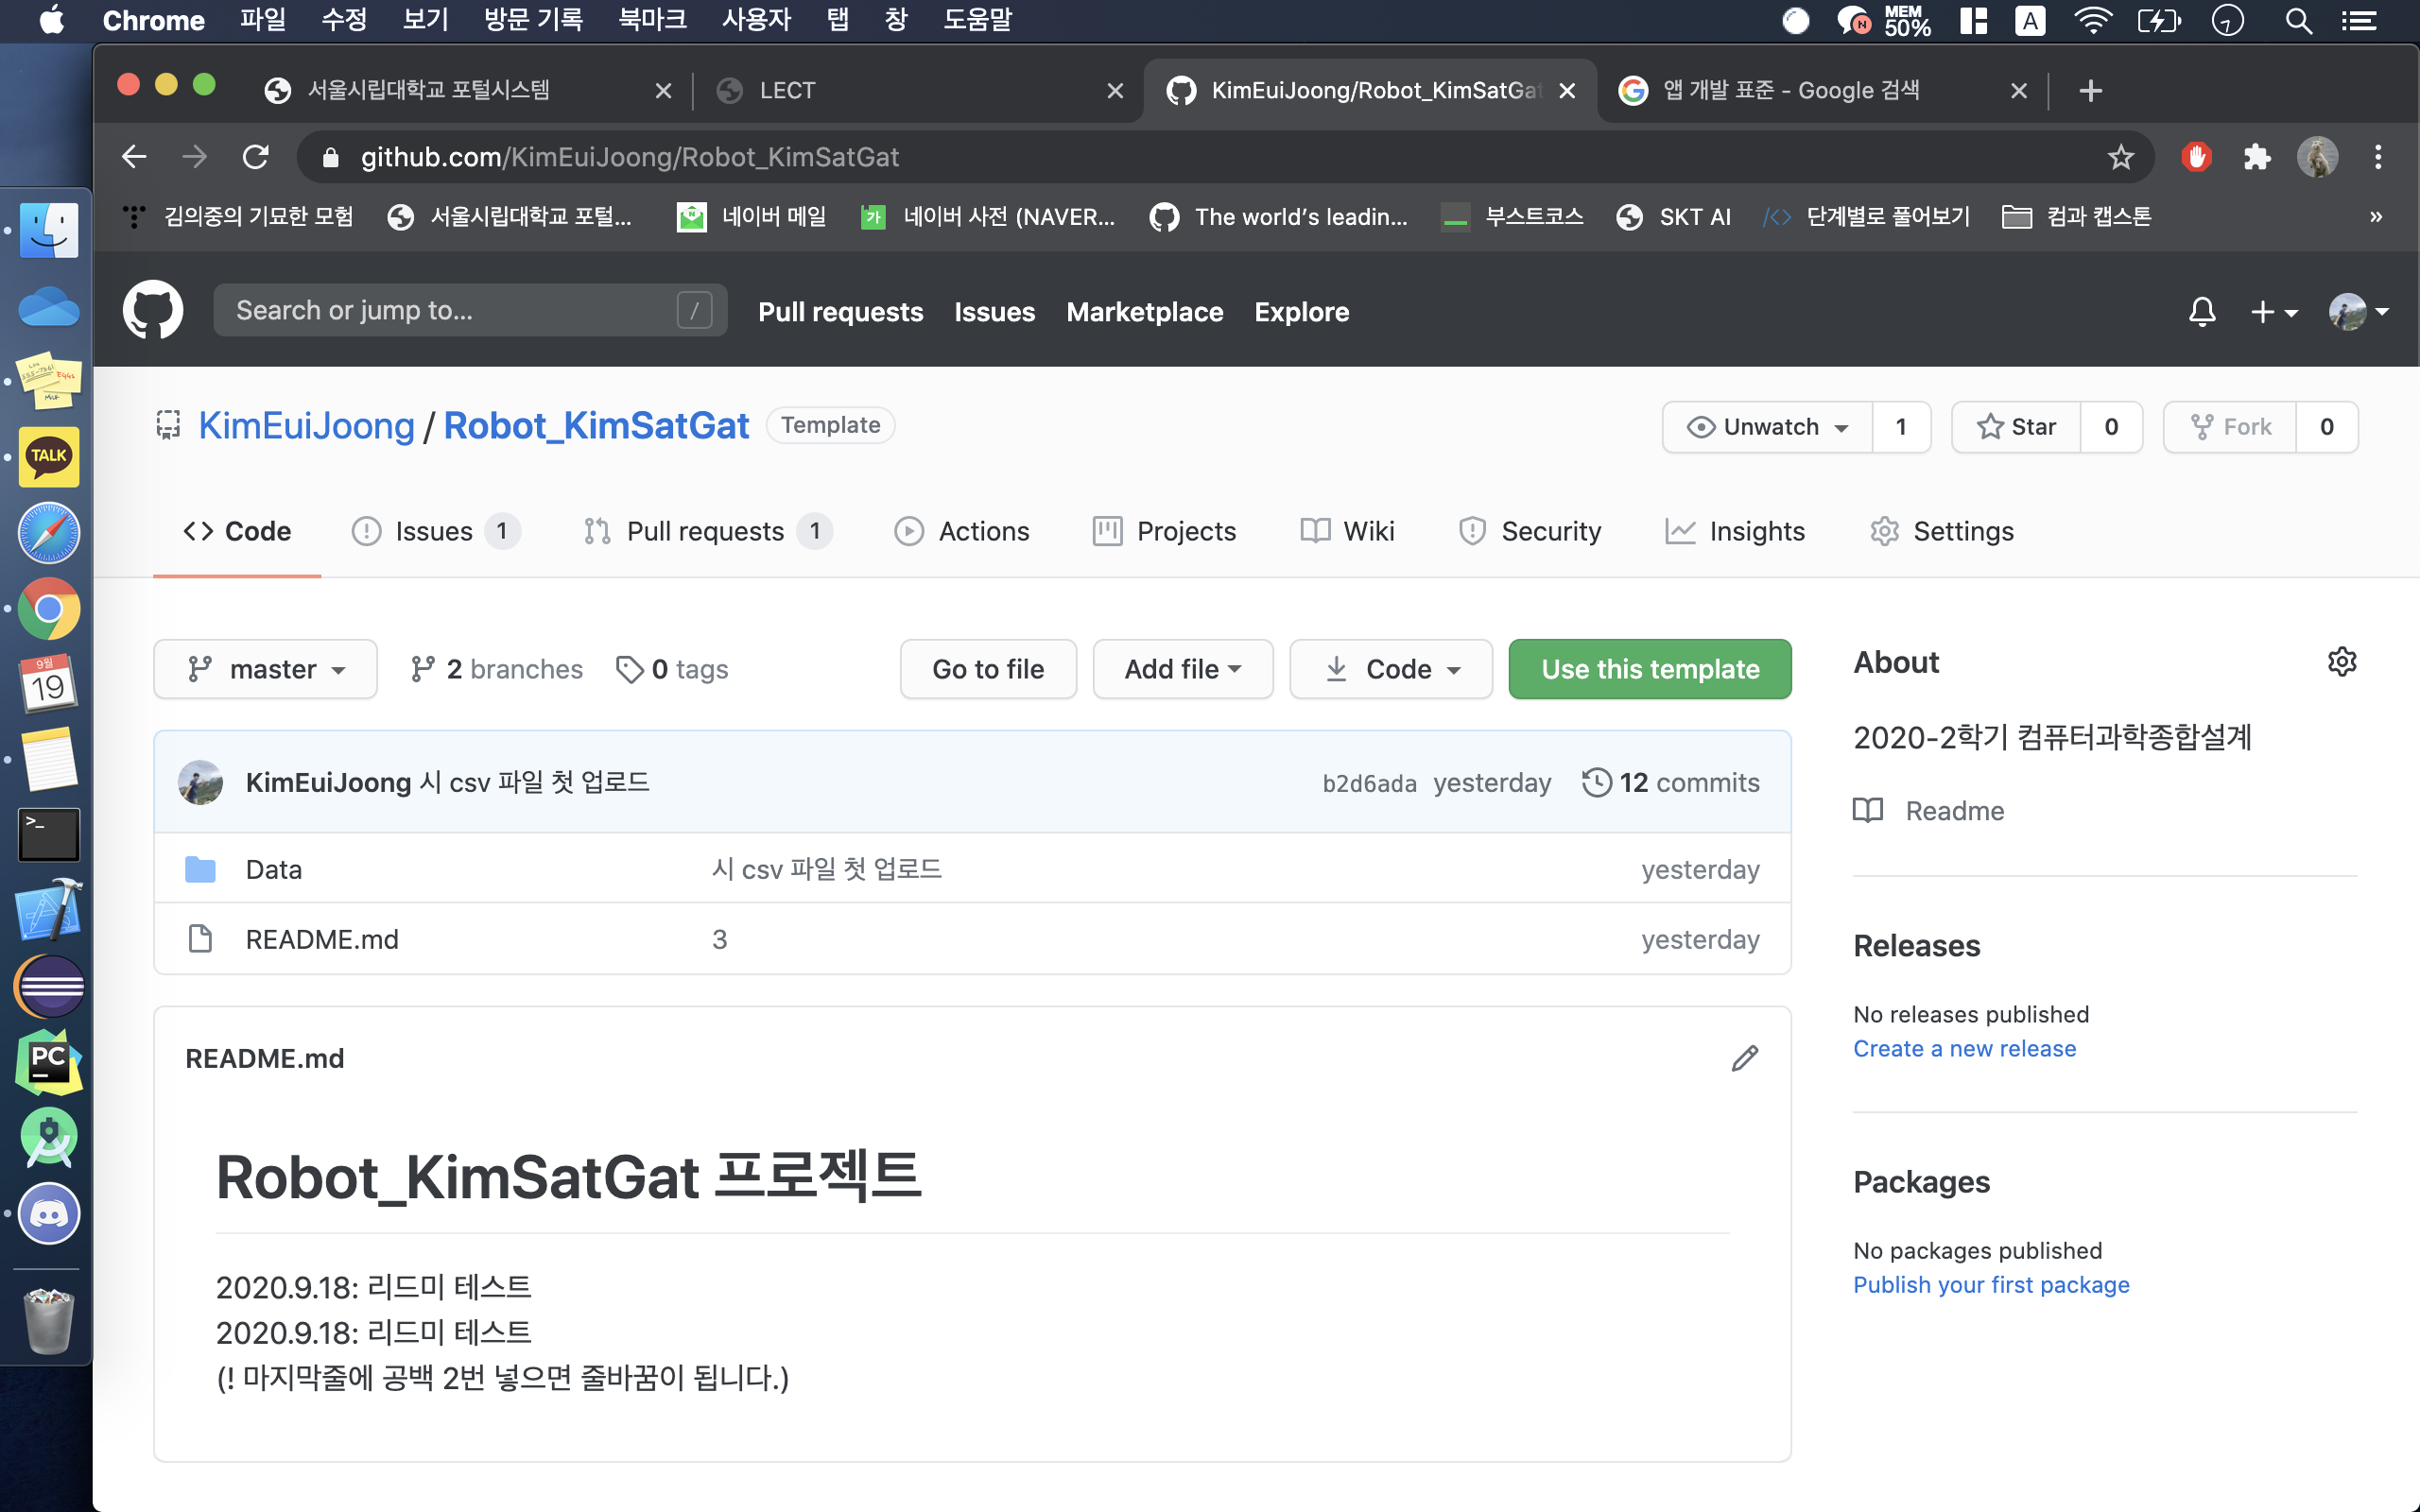 Chrome 파일 수정 보기 방문 기록 북마크 사용자 탭 창 도움말 MEM 50% A
서울시립대학교 포털시스템 LECT KimEuiJoong/Robot_KimSatGat 앱 개발 표준 - Google 검색
github.com/KimEuiJoong/Robot_KimSatGat
김의중의 기묘한 모험 서울시립대학교 포털... 네이버 메일 네이버 사전 (NAVER... The world's leadin... 부스트코스 SKT AI 단계별로 풀어보기 컴과 캡스톤 »
Search or jump to... / Pull requests Issues Marketplace Explore
KimEuiJoong / Robot_KimSatGat Template Unwatch 1 Star 0 Fork 0
Code Issues 1 Pull requests 1 Actions Projects Wiki Security Insights Settings
master 2 branches 0 tags Go to file Add file Code Use this template
KimEuiJoong 시 csv 파일 첫 업로드 b2d6ada yesterday 12 commits
Data 시 csv 파일 첫 업로드 yesterday
README.md 3 yesterday
README.md
Robot_KimSatGat 프로젝트
2020.9.18: 리드미 테스트
2020.9.18: 리드미 테스트
(! 마지막줄에 공백 2번 넣으면 줄바꿈이 됩니다.)
About
2020-2학기 컴퓨터과학종합설계
Readme
Releases
No releases published
Create a new release
Packages
No packages published
Publish your first package
TALK
9월
19
>_
PC